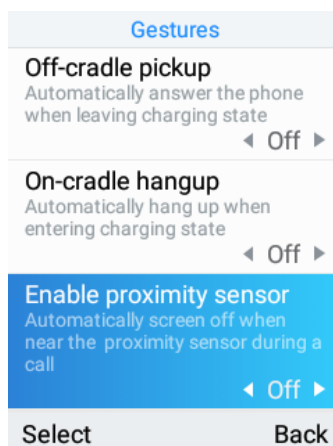 Gestures
Off-cradle pickup
Automatically answer the phone
when leaving charging state
Off
On-cradle hangup
Automatically hang up when
entering charging state
Off
Enable proximity sensor
Automatically screen off when
near the proximity sensor during a
call
Off
Select Back